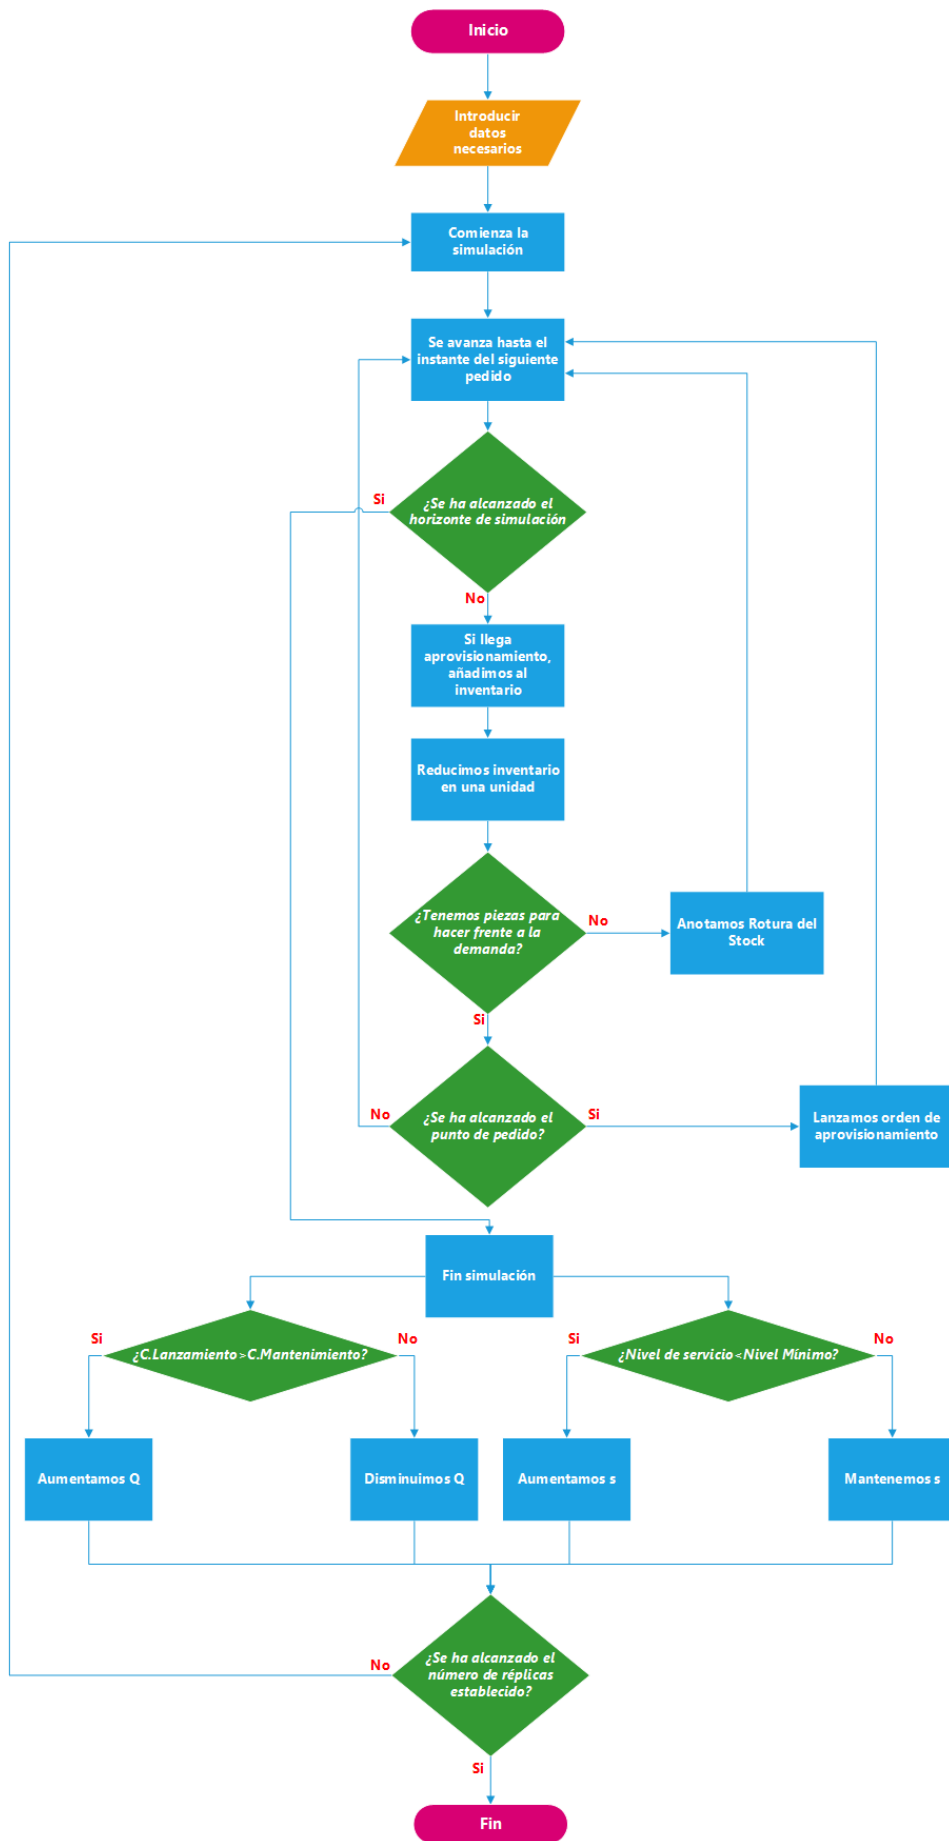 Inicio
Introducir
datos
necesarios
Comienza la
simulación
Se avanza hasta el
instante del siguiente
pedido
Si
¿Se ha alcanzado el
horizonte de simulación
No
Si llega
aprovisionamiento,
añadimos al
inventario
Reducimos inventario
en una unidad
¿Tenemos piezas para
hacer frente a la
demanda?
No
Anotamos Rotura del
Stock
Si
No
¿Se ha alcanzado el
punto de pedido?
Si
Lanzamos orden de
aprovisionamiento
Fin simulación
Si
¿C.Lanzamiento>C.Mantenimiento?
No
Si
¿Nivel de servicio<Nivel Mínimo?
No
Aumentamos Q
Disminuimos Q
Aumentamos s
Mantenemos s
No
¿Se ha alcanzado el
número de réplicas
establecido?
Si
Fin